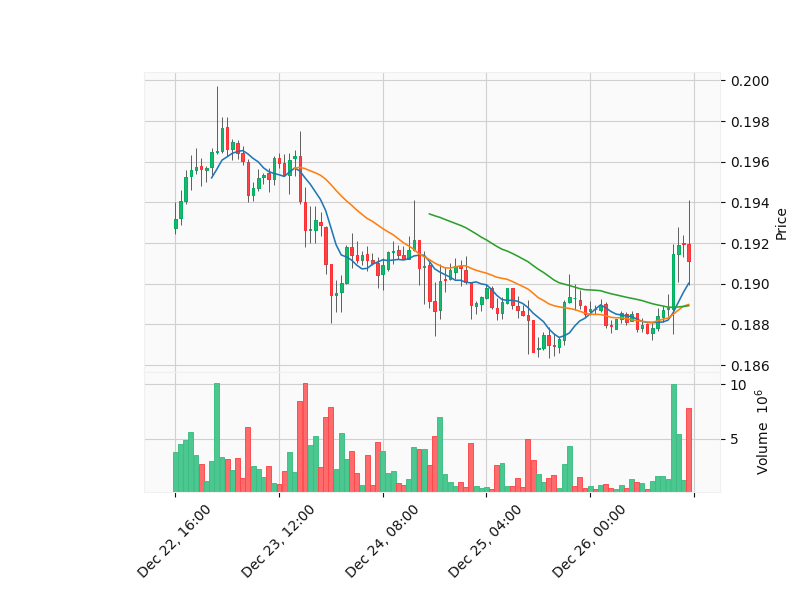 0.200
0.198
0.196
0.194
0.192
0.190
0.188
0.186
Price
10
5
Volume 10⁶
Dec 22, 16:00
Dec 23, 12:00
Dec 24, 08:00
Dec 25, 04:00
Dec 26, 00:00